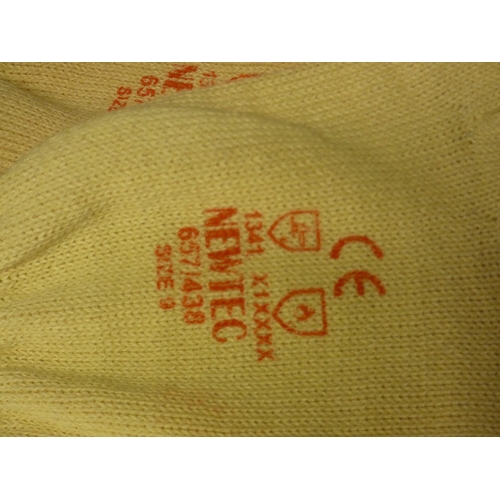 CE
1341 X1XXXX
NEWTEC
657/438
SIZE 9